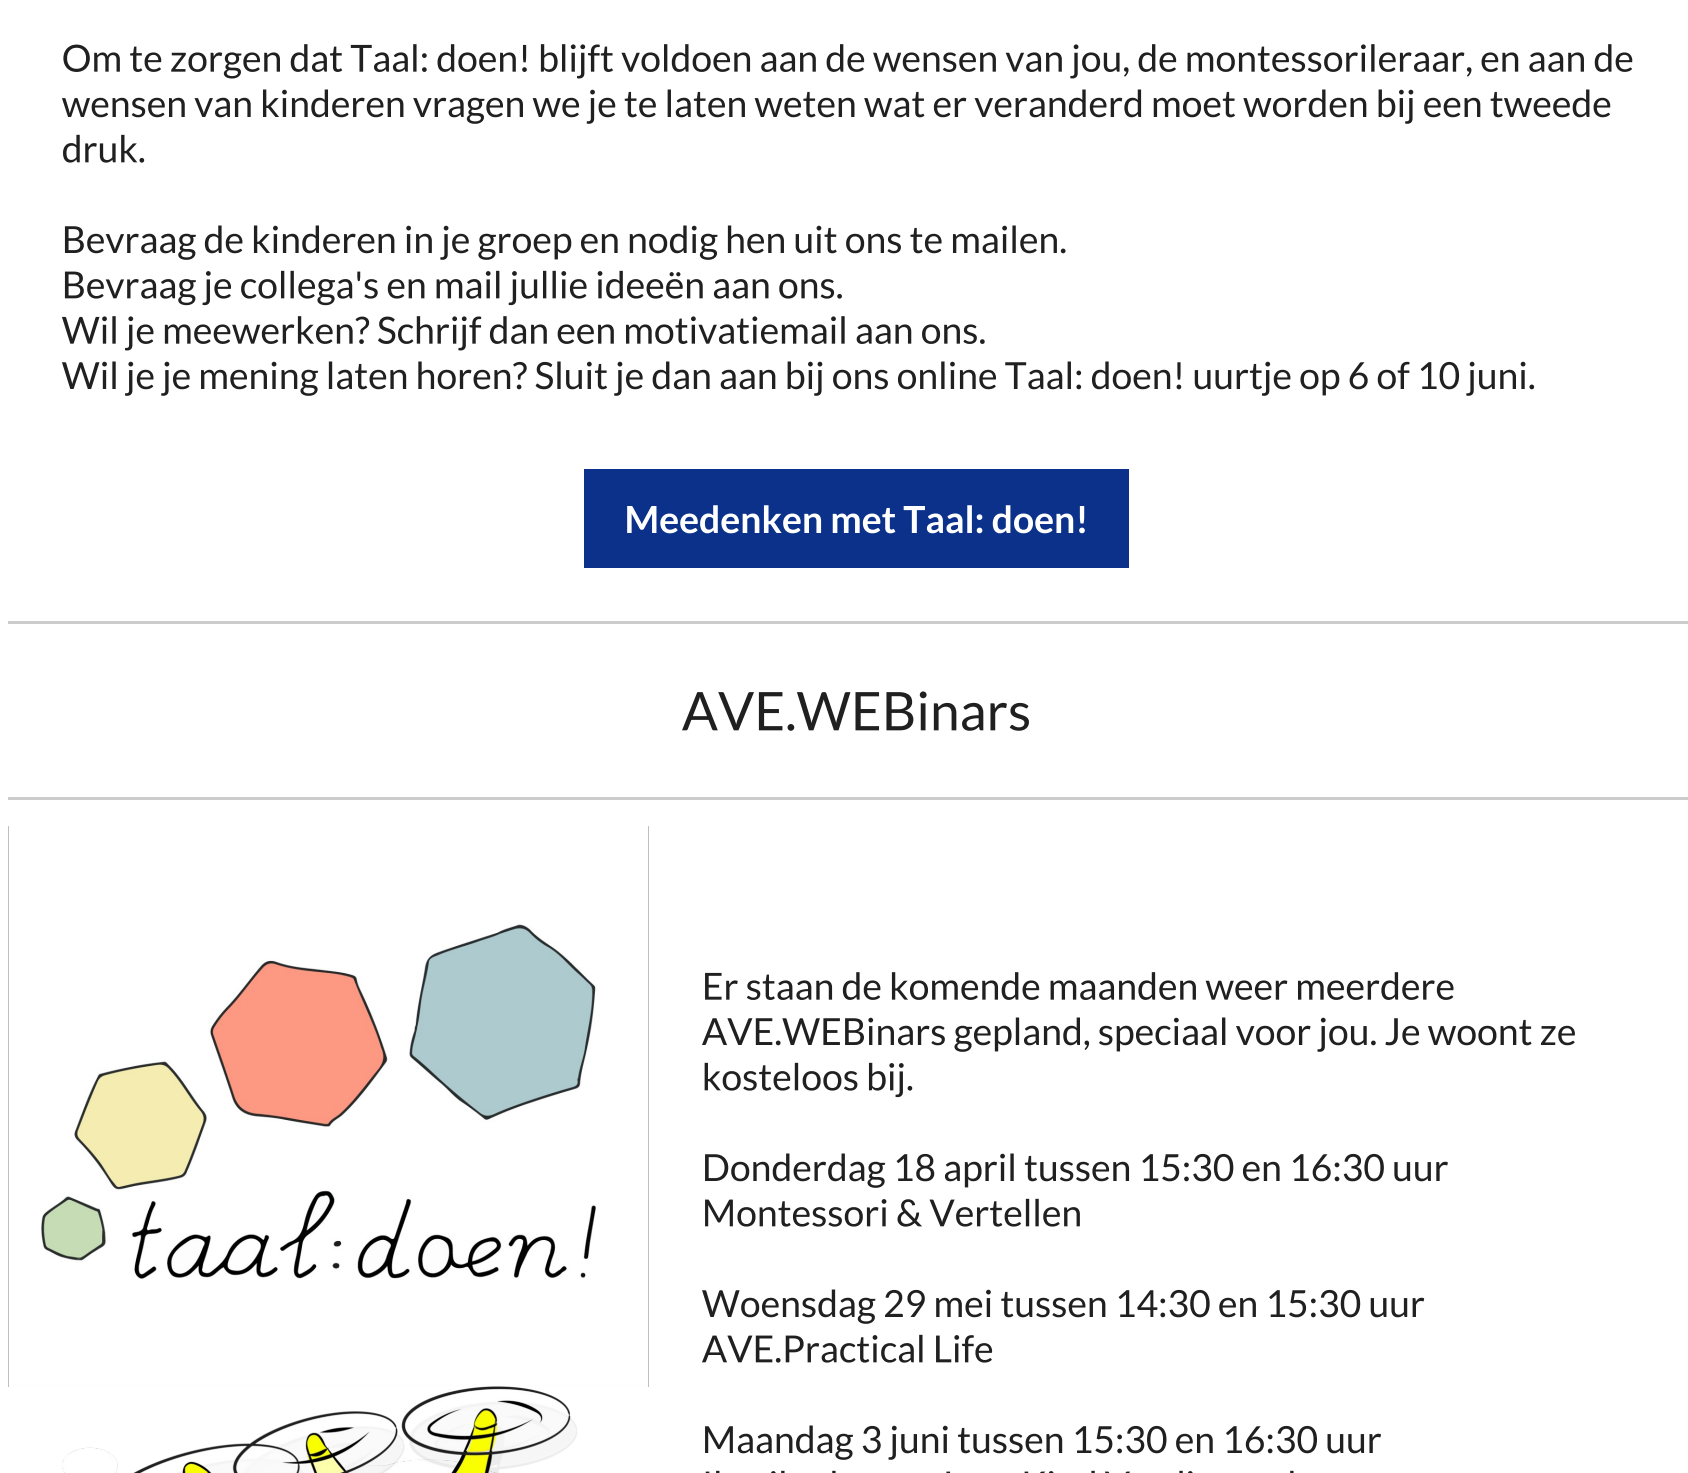 Om te zorgen dat Taal: doen! blijft voldoen aan de wensen van jou, de montessorileraar, en aan de
wensen van kinderen vragen we je te laten weten wat er veranderd moet worden bij een tweede
druk.
Bevraag de kinderen in je groep en nodig hen uit ons te mailen.
Bevraag je collega's en mail jullie ideeën aan ons.
Wil je meewerken? Schrijf dan een motivatiemail aan ons.
Wil je je mening laten horen? Sluit je dan aan bij ons online Taal: doen! uurtje op 6 of 10 juni.
Meedenken met Taal: doen!
AVE.WEBinars
taal:doen!
Er staan de komende maanden weer meerdere
AVE.WEBinars gepland, speciaal voor jou. Je woont ze
kosteloos bij.
Donderdag 18 april tussen 15:30 en 16:30 uur
Montessori & Vertellen
Woensdag 29 mei tussen 14:30 en 15:30 uur
AVE.Practical Life
Maandag 3 juni tussen 15:30 en 16:30 uur